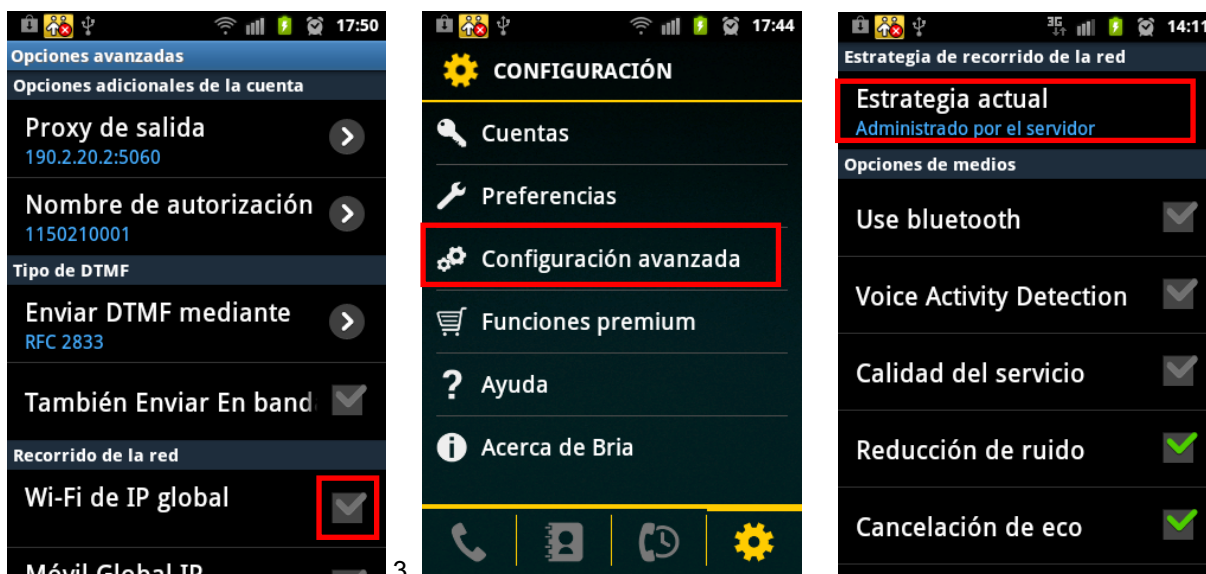 17:50
Opciones avanzadas
Opciones adicionales de la cuenta
Proxy de salida
190.2.20.2:5060
Nombre de autorización
1150210001
Tipo de DTMF
Enviar DTMF mediante
RFC 2833
También Enviar En band
Recorrido de la red
Wi-Fi de IP global
Móvil Global IP
3
17:44
CONFIGURACIÓN
Cuentas
Preferencias
Configuración avanzada
Funciones premium
Ayuda
Acerca de Bria
3G 14:11
Estrategia de recorrido de la red
Estrategia actual
Administrado por el servidor
Opciones de medios
Use bluetooth
Voice Activity Detection
Calidad del servicio
Reducción de ruido
Cancelación de eco